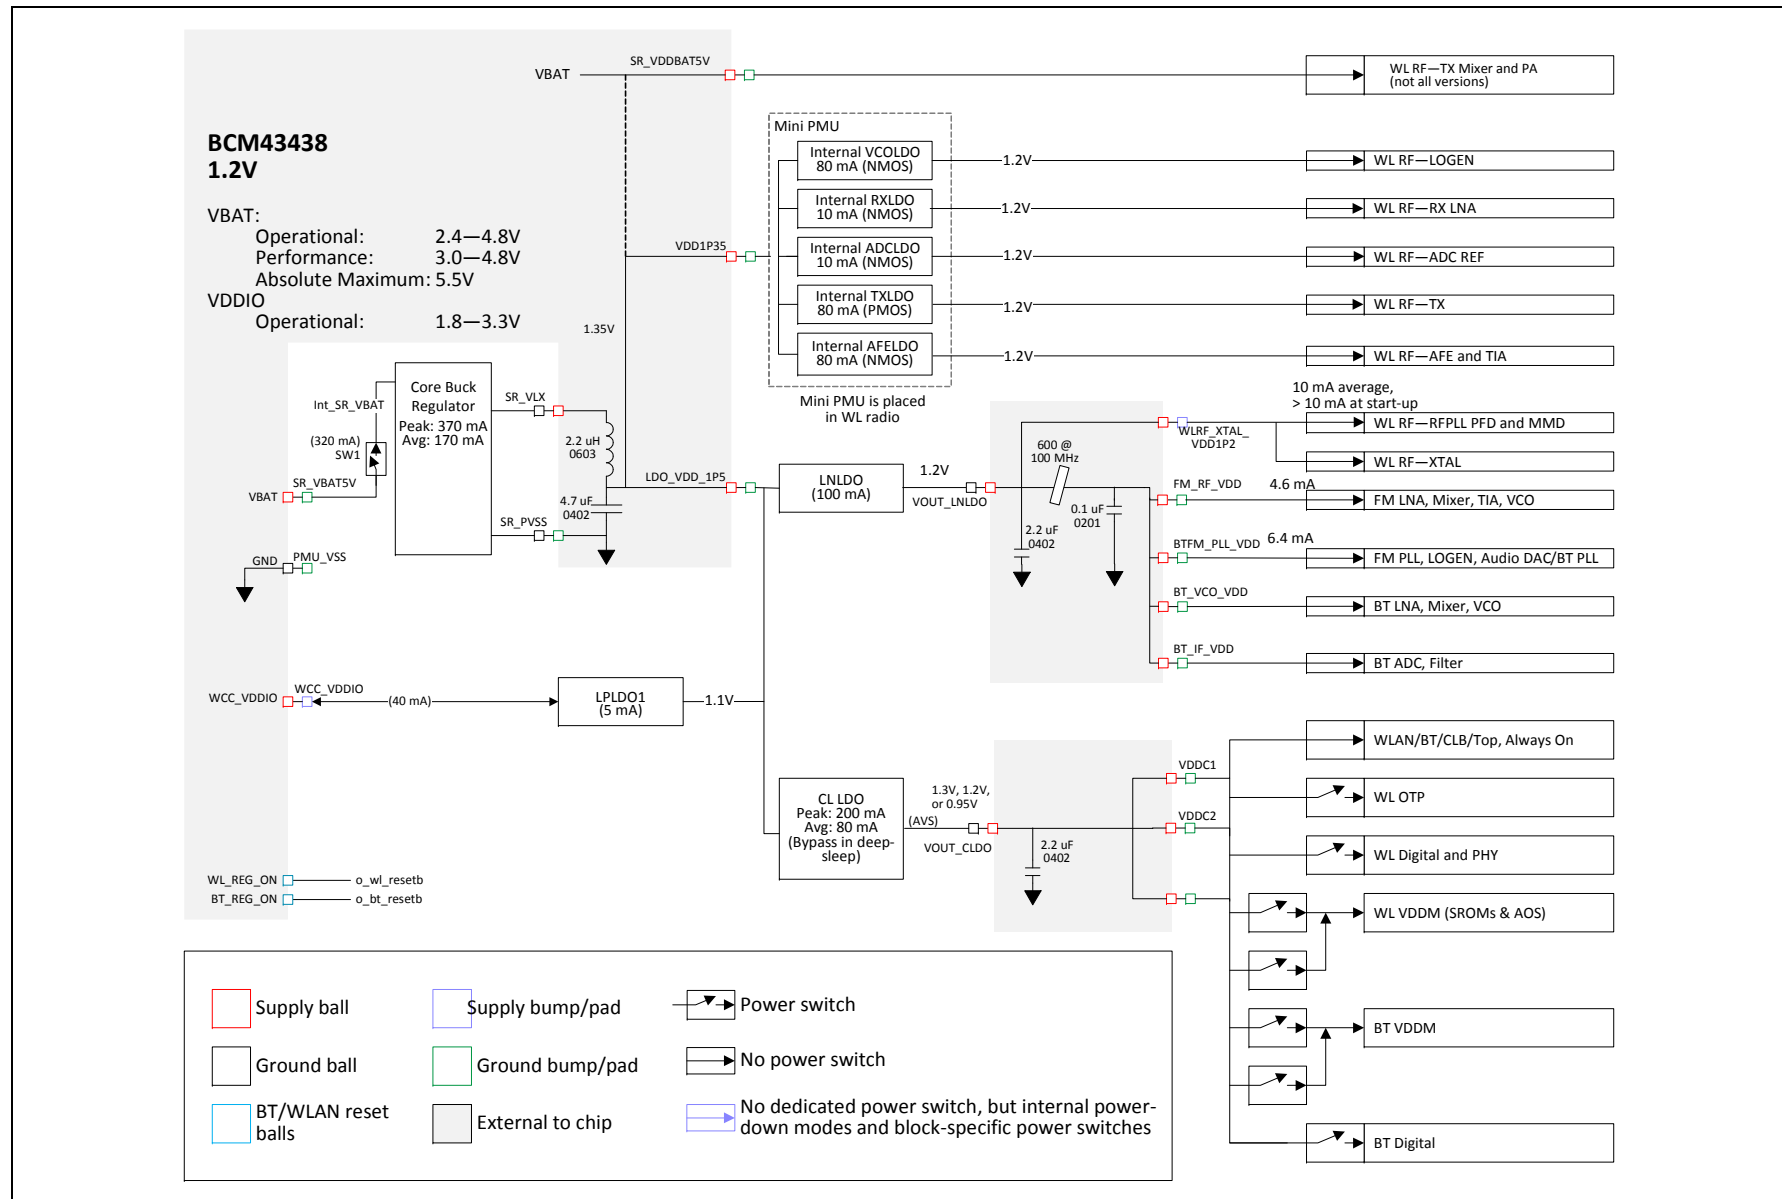 VBAT
SR_VDDBAT5V
WL RF—TX Mixer and PA
(not all versions)
BCM43438
1.2V
VBAT:
Operational: 2.4—4.8V
Performance: 3.0—4.8V
Absolute Maximum: 5.5V
VDDIO
Operational: 1.8—3.3V
Mini PMU
Internal VCOLDO
80 mA (NMOS)
1.2V
WL RF—LOGEN
Internal RXLDO
10 mA (NMOS)
1.2V
WL RF—RX LNA
VDD1P35
Internal ADCLDO
10 mA (NMOS)
1.2V
WL RF—ADC REF
Internal TXLDO
80 mA (PMOS)
1.2V
WL RF—TX
1.35V
Internal AFELDO
80 mA (NMOS)
1.2V
WL RF—AFE and TIA
Mini PMU is placed
in WL radio
Core Buck
Regulator
Peak: 370 mA
Avg: 170 mA
Int_SR_VBAT
(320 mA)
SW1
SR_VBAT5V
VBAT
SR_VLX
2.2 uH
0603
LDO_VDD_1P5
4.7 uF
0402
SR_PVSS
GND
PMU_VSS
LNLDO
(100 mA)
1.2V
VOUT_LNLDO
600 @
100 MHz
2.2 uF
0402
0.1 uF
0201
10 mA average,
> 10 mA at start-up
WLRF_XTAL_
VDD1P2
WL RF—RFPLL PFD and MMD
WL RF—XTAL
FM_RF_VDD
4.6 mA
FM LNA, Mixer, TIA, VCO
BTFM_PLL_VDD
6.4 mA
FM PLL, LOGEN, Audio DAC/BT PLL
BT_VCO_VDD
BT LNA, Mixer, VCO
BT_IF_VDD
BT ADC, Filter
WCC_VDDIO
WCC_VDDIO
(40 mA)
LPLDO1
(5 mA)
1.1V
CL LDO
Peak: 200 mA
Avg: 80 mA
(Bypass in deep-
sleep)
1.3V, 1.2V,
or 0.95V
(AVS)
VOUT_CLDO
2.2 uF
0402
VDDC1
VDDC2
WLAN/BT/CLB/Top, Always On
WL OTP
WL Digital and PHY
WL VDDM (SROMs & AOS)
BT VDDM
BT Digital
WL_REG_ON
o_wl_resetb
BT_REG_ON
o_bt_resetb
Supply ball
Supply bump/pad
Power switch
Ground ball
Ground bump/pad
No power switch
BT/WLAN reset
balls
External to chip
No dedicated power switch, but internal power-
down modes and block-specific power switches